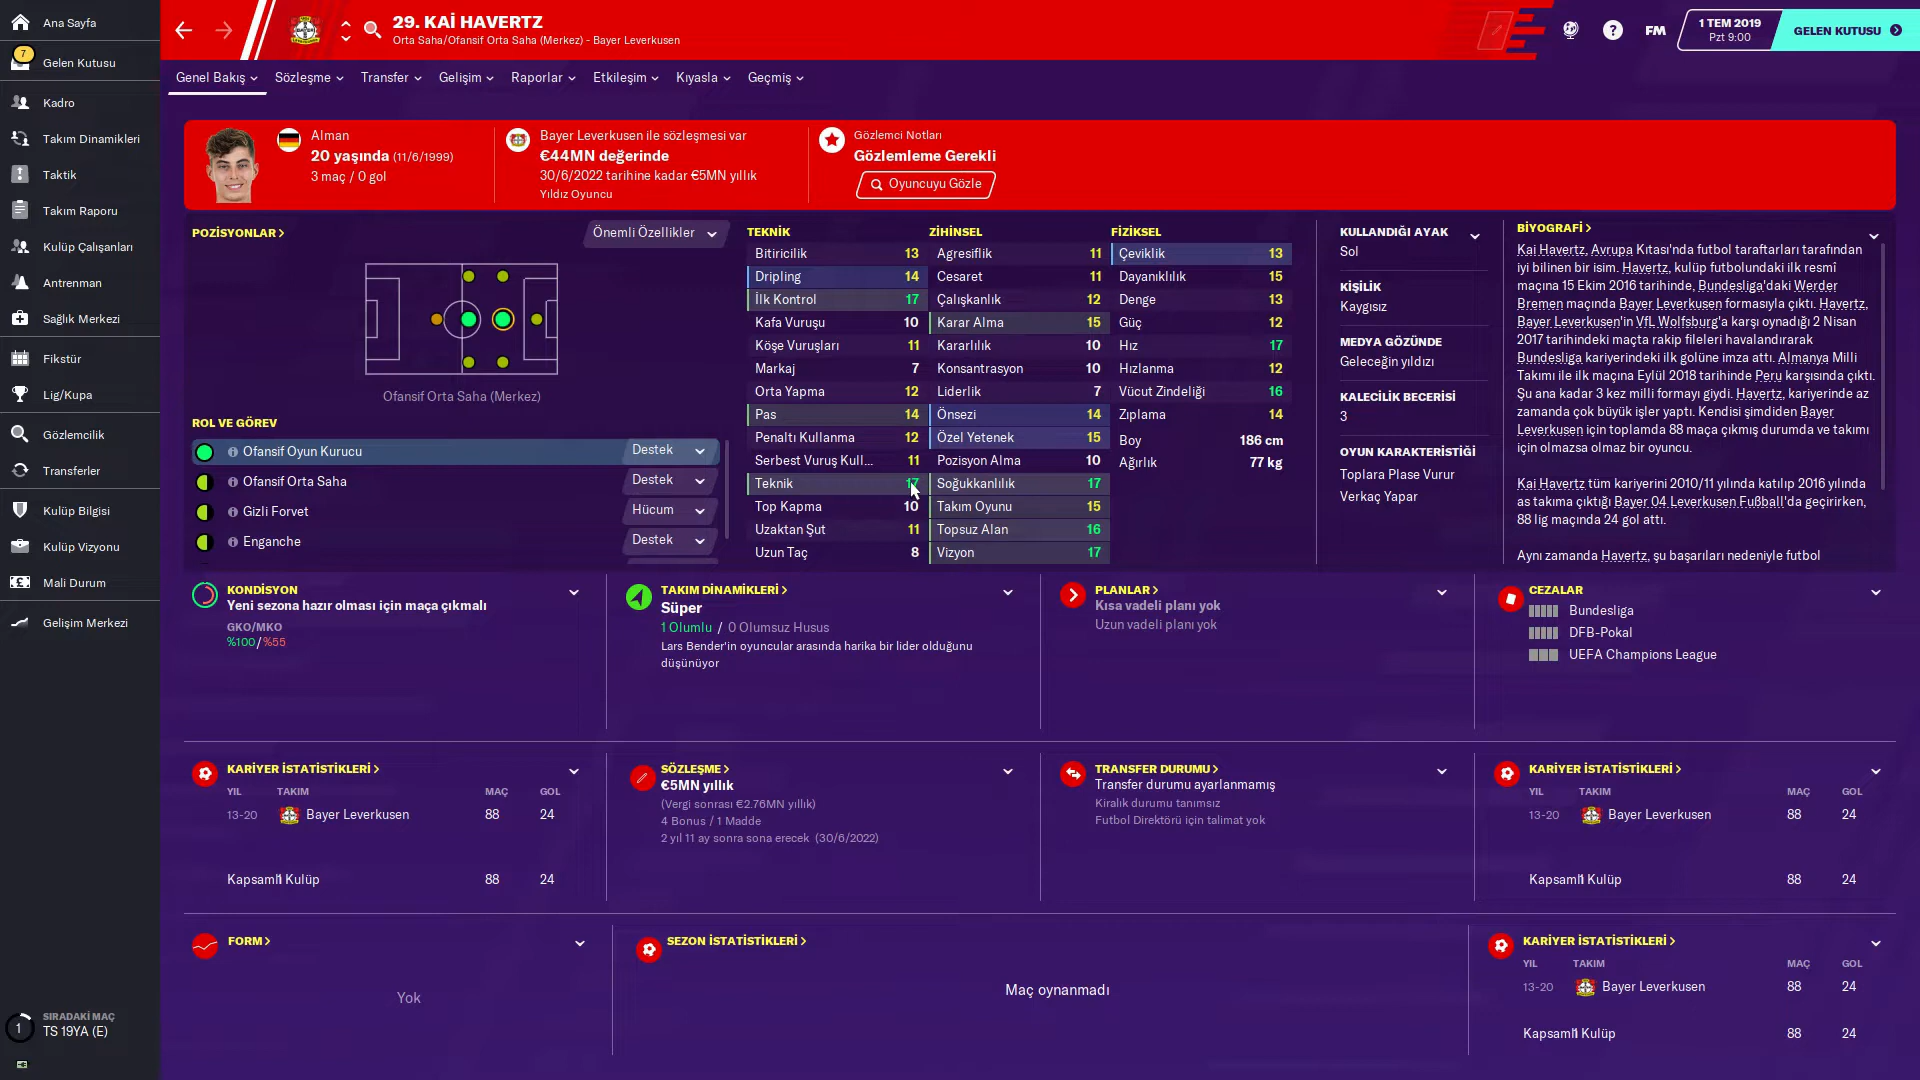 Ana Sayfa
7
Gelen Kutusu
Kadro
Takım Dinamikleri
Taktik
Takım Raporu
Kulüp Çalışanları
Antrenman
Sağlık Merkezi
Fikstür
Lig/Kupa
Gözlemcilik
Transferler
Kulüp Bilgisi
Kulüp Vizyonu
Mali Durum
Gelişim Merkezi
1
SIRADAKİ MAÇ
TS 19YA (E)
29. KAİ HAVERTZ
Orta Saha/Ofansif Orta Saha (Merkez) - Bayer Leverkusen
FM
1 TEM 2019
Pzt 9:00
GELEN KUTUSU
Genel Bakış Sözleşme Transfer Gelişim Raporlar Etkileşim Kıyasla Geçmiş
Alman
20 yaşında (11/6/1999)
3 maç / 0 gol
Bayer Leverkusen ile sözleşmesi var
€44MN değerinde
30/6/2022 tarihine kadar €5MN yıllık
Yıldız Oyuncu
Gözlemci Notları
Gözlemleme Gerekli
Oyuncuyu Gözle
POZİSYONLAR
Önemli Özellikler
Ofansif Orta Saha (Merkez)
ROL VE GÖREV
Ofansif Oyun Kurucu Destek
Ofansif Orta Saha Destek
Gizli Forvet Hücum
Enganche Destek
TEKNİK
Bitiricilik 13
Dripling 14
İlk Kontrol 17
Kafa Vuruşu 10
Köşe Vuruşları 11
Markaj 7
Orta Yapma 12
Pas 14
Penaltı Kullanma 12
Serbest Vuruş Kull... 11
Teknik 17
Top Kapma 10
Uzaktan Şut 11
Uzun Taç 8
ZİHİNSEL
Agresiflik 11
Cesaret 11
Çalışkanlık 12
Karar Alma 15
Kararlılık 10
Konsantrasyon 10
Liderlik 7
Önsezi 14
Özel Yetenek 15
Pozisyon Alma 10
Soğukkanlılık 17
Takım Oyunu 15
Topsuz Alan 16
Vizyon 17
FİZİKSEL
Çeviklik 13
Dayanıklılık 15
Denge 13
Güç 12
Hız 17
Hızlanma 12
Vücut Zindeliği 16
Zıplama 14
Boy 186 cm
Ağırlık 77 kg
KULLANDIĞI AYAK
Sol
KİŞİLİK
Kaygısız
MEDYA GÖZÜNDE
Geleceğin yıldızı
KALECİLİK BECERİSİ
3
OYUN KARAKTERİSTİĞİ
Toplara Plase Vurur
Verkaç Yapar
BİYOGRAFİ
Kai Havertz, Avrupa Kıtası'nda futbol taraftarları tarafından
iyi bilinen bir isim. Havertz, kulüp futbolundaki ilk resmî
maçına 15 Ekim 2016 tarihinde, Bundesliga'daki Werder
Bremen maçında Bayer Leverkusen formasıyla çıktı. Havertz,
Bayer Leverkusen'in VfL Wolfsburg'a karşı oynadığı 2 Nisan
2017 tarihindeki maçta rakip fileleri havalandırarak
Bundesliga kariyerindeki ilk golüne imza attı. Almanya Milli
Takımı ile ilk maçına Eylül 2018 tarihinde Peru karşısında çıktı.
Şu ana kadar 3 kez milli formayı giydi. Havertz, kariyerinde az
zamanda çok büyük işler yaptı. Kendisi şimdiden Bayer
Leverkusen için toplamda 88 maça çıkmış durumda ve takımı
için olmazsa olmaz bir oyuncu.
Kai Havertz tüm kariyerini 2010/11 yılında katılıp 2016 yılında
as takıma çıktığı Bayer 04 Leverkusen Fußball'da geçirirken,
88 lig maçında 24 gol attı.
Aynı zamanda Havertz, şu başarıları nedeniyle futbol
KONDİSYON
Yeni sezona hazır olması için maça çıkmalı
GKO/MKO
%100/%55
TAKIM DİNAMİKLERİ
Süper
1 Olumlu / 0 Olumsuz Husus
Lars Bender'in oyuncular arasında harika bir lider olduğunu
düşünüyor
PLANLAR
Kısa vadeli planı yok
Uzun vadeli planı yok
CEZALAR
Bundesliga
DFB-Pokal
UEFA Champions League
KARİYER İSTATİSTİKLERİ
YIL TAKIM MAÇ GOL
13-20 Bayer Leverkusen 88 24
Kapsamlı Kulüp 88 24
SÖZLEŞME
€5MN yıllık
(Vergi sonrası €2.76MN yıllık)
4 Bonus / 1 Madde
2 yıl 11 ay sonra sona erecek (30/6/2022)
TRANSFER DURUMU
Transfer durumu ayarlanmamış
Kiralık durumu tanımsız
Futbol Direktörü için talimat yok
KARİYER İSTATİSTİKLERİ
YIL TAKIM MAÇ GOL
13-20 Bayer Leverkusen 88 24
Kapsamlı Kulüp 88 24
FORM
Yok
SEZON İSTATİSTİKLERİ
Maç oynanmadı
KARİYER İSTATİSTİKLERİ
YIL TAKIM MAÇ GOL
13-20 Bayer Leverkusen 88 24
Kapsamlı Kulüp 88 24